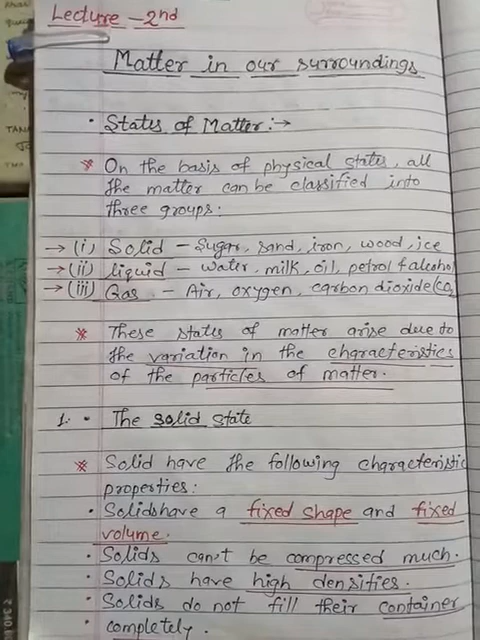 Lecture - 2nd
Matter in our surroundings
· States of Matter:→
* On the basis of physical states, all
the matter can be classified into
three groups:
→ (i) Solid - Sugar, sand, iron, wood, ice
→ (ii) liquid - water, milk, oil, petrol & alcohol
→ (iii) Gas - Air, oxygen, carbon dioxide (CO2
* These states of matter arise due to
the variation in the characteristics
of the particles of matter.
1. · The solid state
* Solid have the following characteristic
properties:
· Solids have a fixed shape and fixed
volume.
· Solids can't be compressed much.
· Solids have high densities.
· Solids do not fill their container
· completely.